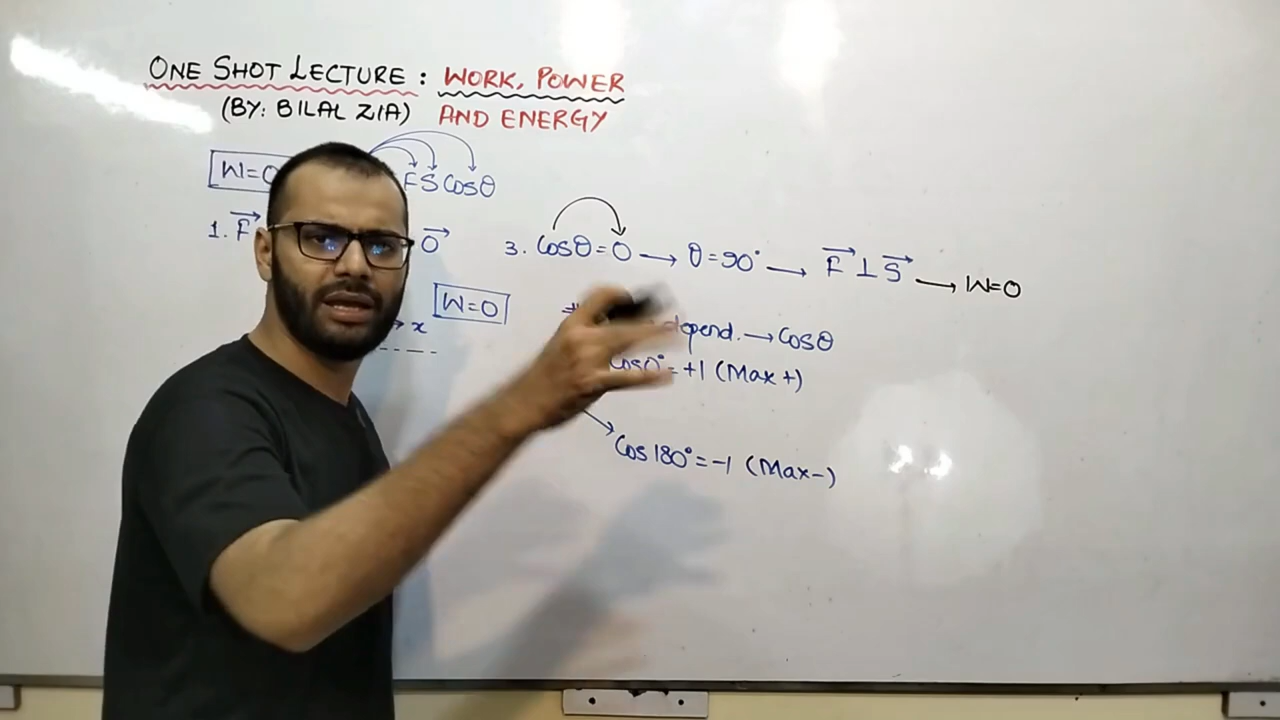 ONE SHOT LECTURE : WORK, POWER
(BY: BILAL ZIA) AND ENERGY
W=0 FS Cosθ
1. F⃗ O⃗
W=0
x
3. Cosθ=0 → θ=90° → F⃗ ⊥ S⃗ → W=0
depend. → Cosθ
Cos0°=+1 (Max +)
Cos 180°=-1 (Max-)